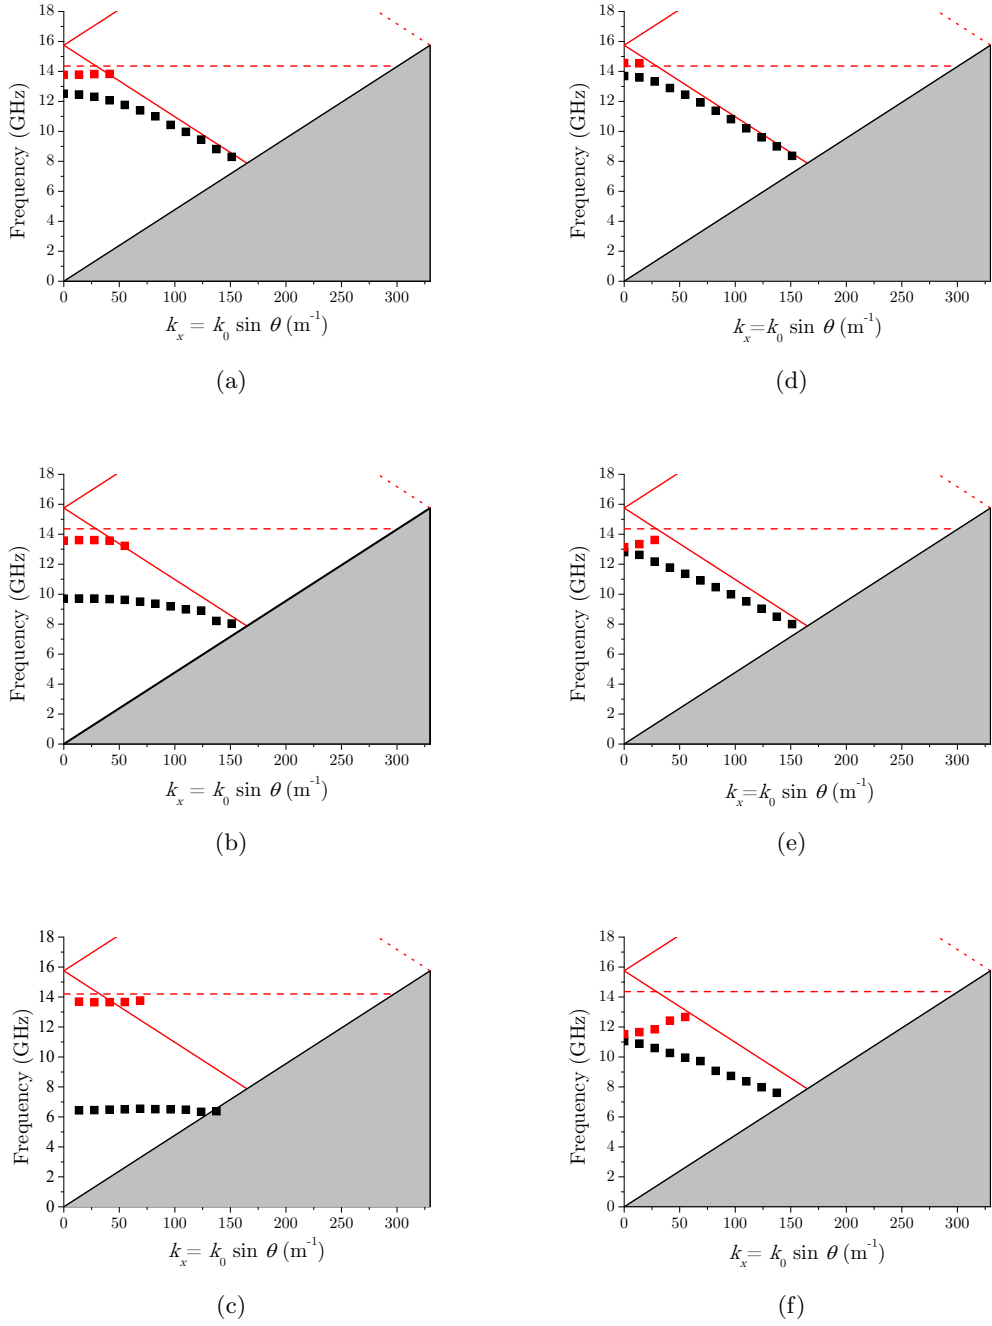 18
16
14
12
10
8
6
4
2
0
Frequency (GHz)
0 50 100 150 200 250 300
kₓ = k₀ sin θ (m⁻¹)
(a)
18
16
14
12
10
8
6
4
2
0
Frequency (GHz)
0 50 100 150 200 250 300
kₓ=k₀ sin θ (m⁻¹)
(d)
18
16
14
12
10
8
6
4
2
0
Frequency (GHz)
0 50 100 150 200 250 300
kₓ = k₀ sin θ (m⁻¹)
(b)
18
16
14
12
10
8
6
4
2
0
Frequency (GHz)
0 50 100 150 200 250 300
kₓ=k₀ sin θ (m⁻¹)
(e)
18
16
14
12
10
8
6
4
2
0
Frequency (GHz)
0 50 100 150 200 250 300
kₓ= k₀ sin θ (m⁻¹)
(c)
18
16
14
12
10
8
6
4
2
0
Frequency (GHz)
0 50 100 150 200 250 300
kₓ= k₀ sin θ (m⁻¹)
(f)